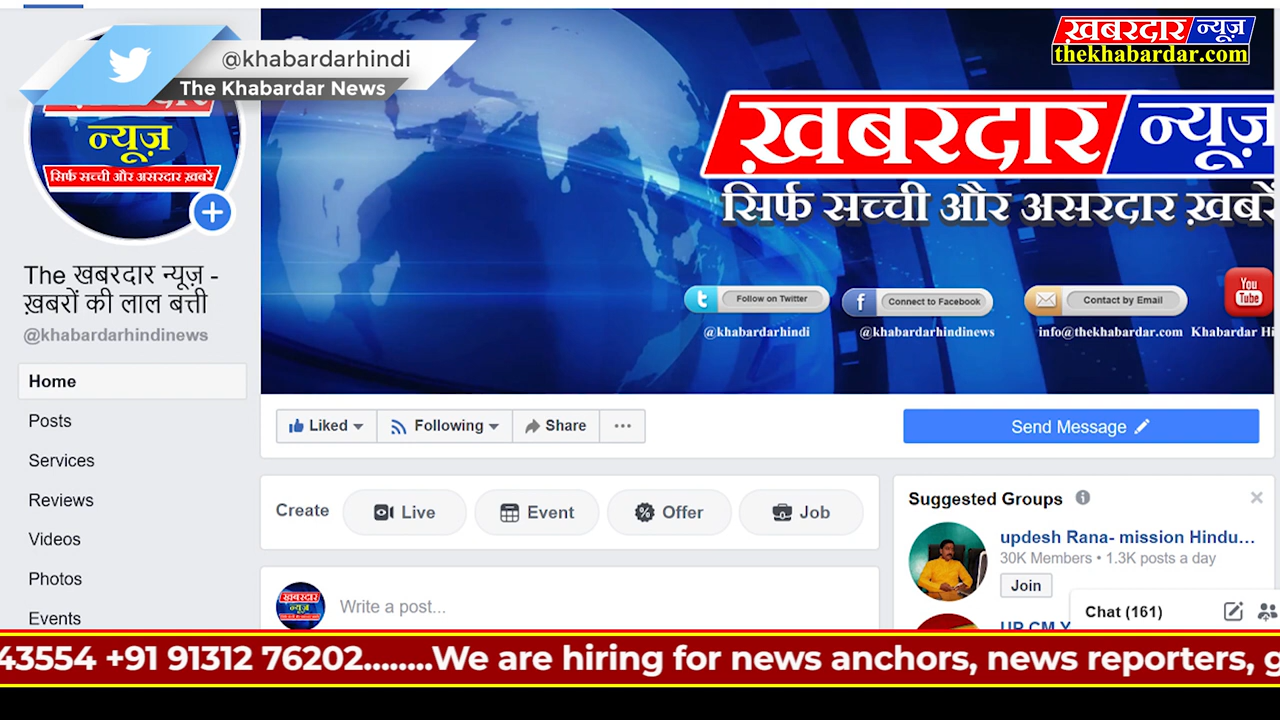 @khabardarhindi
The Khabardar News
ख़बरदार न्यूज़
thekhabardar.com
न्यूज़
सिर्फ सच्ची और असरदार ख़बरें
ख़बरदार न्यूज़
सिर्फ सच्ची और असरदार ख़बरें
Follow on Twitter
Connect to Facebook
Contact by Email
You
Tube
@khabardarhindi
@khabardarhindinews
info@thekhabardar.com
Khabardar Hi
The खबरदार न्यूज़ -
ख़बरों की लाल बत्ती
@khabardarhindinews
Home
Posts
Services
Reviews
Videos
Photos
Events
Liked
Following
Share
Send Message
Create
Live
Event
Offer
Job
Write a post...
Suggested Groups
updesh Rana- mission Hindu...
30K Members • 1.3K posts a day
Join
Chat (161)
43554 +91 91312 76202........We are hiring for news anchors, news reporters, g